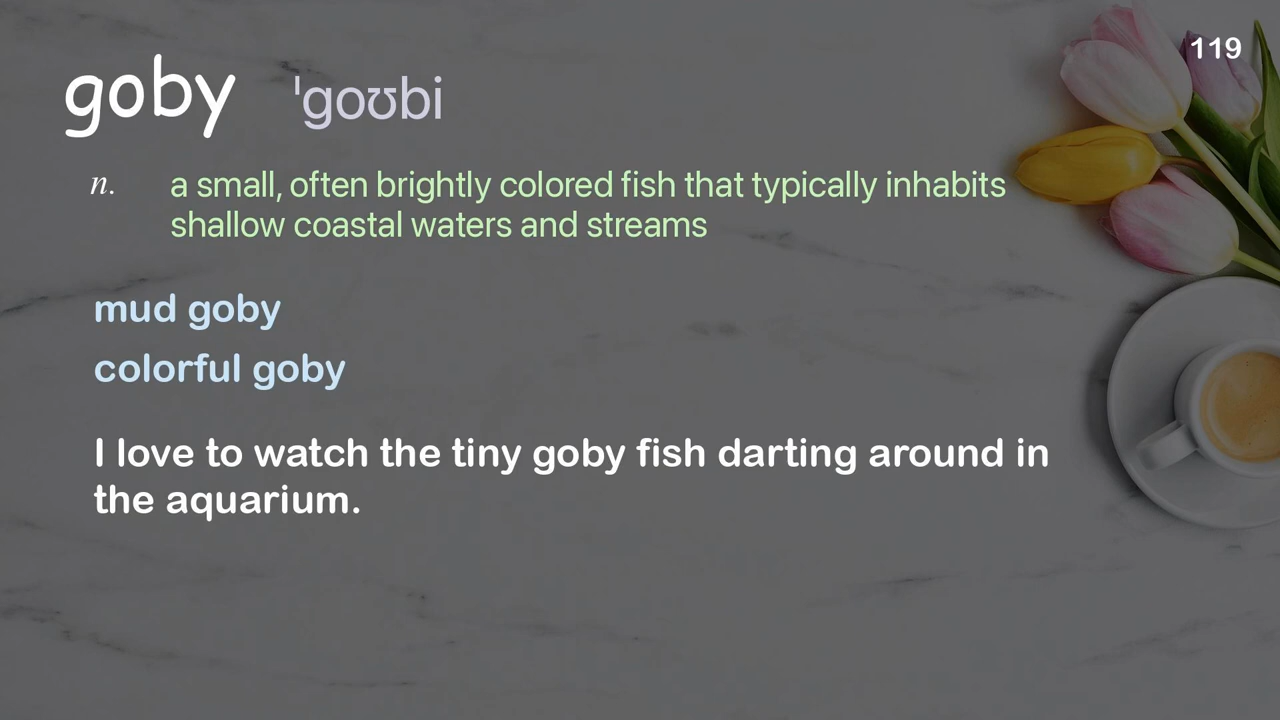 119
goby ˈgoʊbi
n. a small, often brightly colored fish that typically inhabits
shallow coastal waters and streams
mud goby
colorful goby
I love to watch the tiny goby fish darting around in
the aquarium.